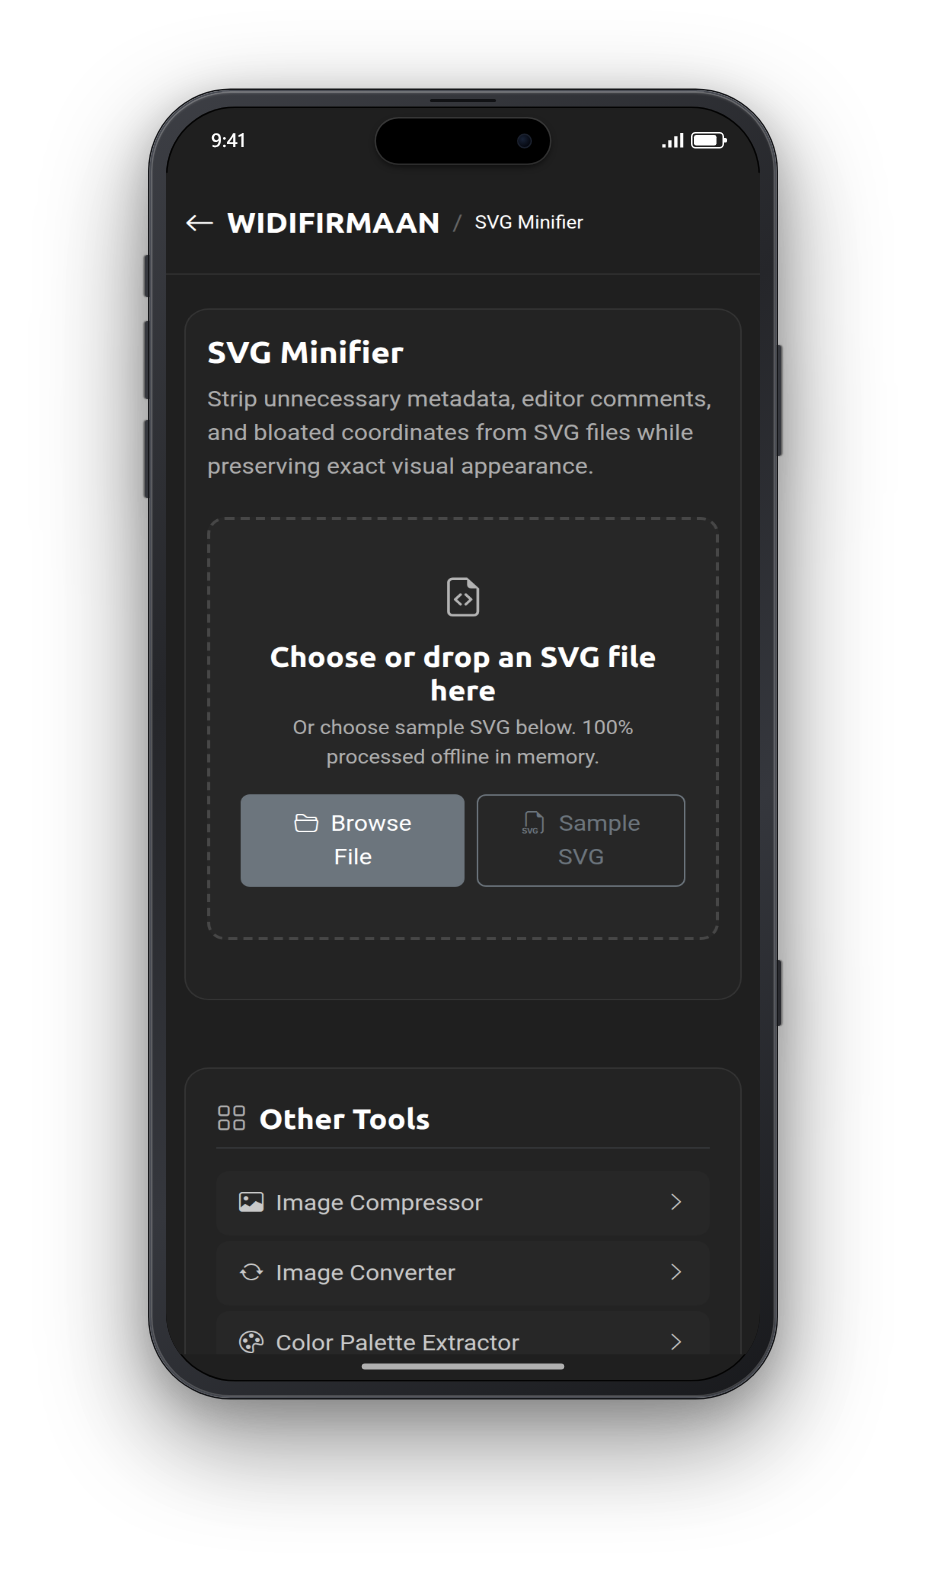 9:41
WIDIFIRMAAN / SVG Minifier
SVG Minifier
Strip unnecessary metadata, editor comments,
and bloated coordinates from SVG files while
preserving exact visual appearance.
Choose or drop an SVG file
here
Or choose sample SVG below. 100%
processed offline in memory.
Browse
File
SVG Sample
SVG
Other Tools
Image Compressor
Image Converter
Color Palette Extractor